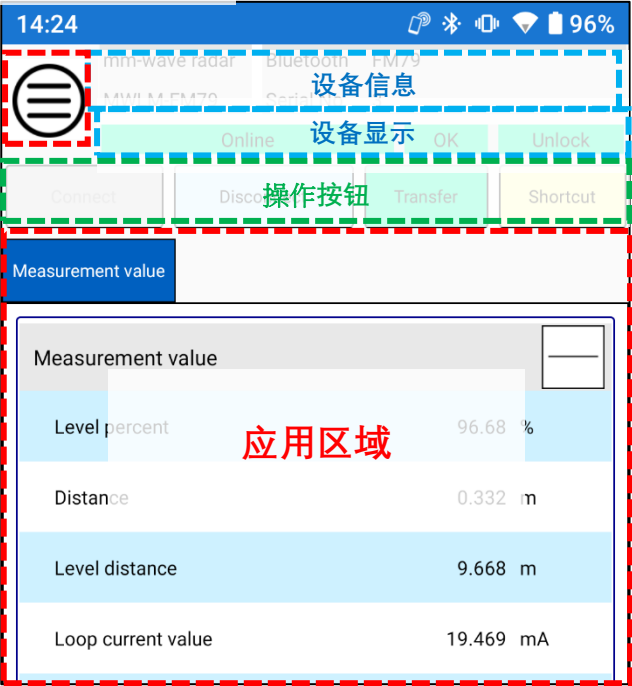 14:24 96%
mm-wave radar Bluetooth FM79
设备信息
设备显示
Online OK Unlock
操作按钮
Connect Transfer Shortcut
Measurement value
Measurement value
Level percent 96.68 %
应用区域
Distance 0.332 m
Level distance 9.668 m
Loop current value 19.469 mA